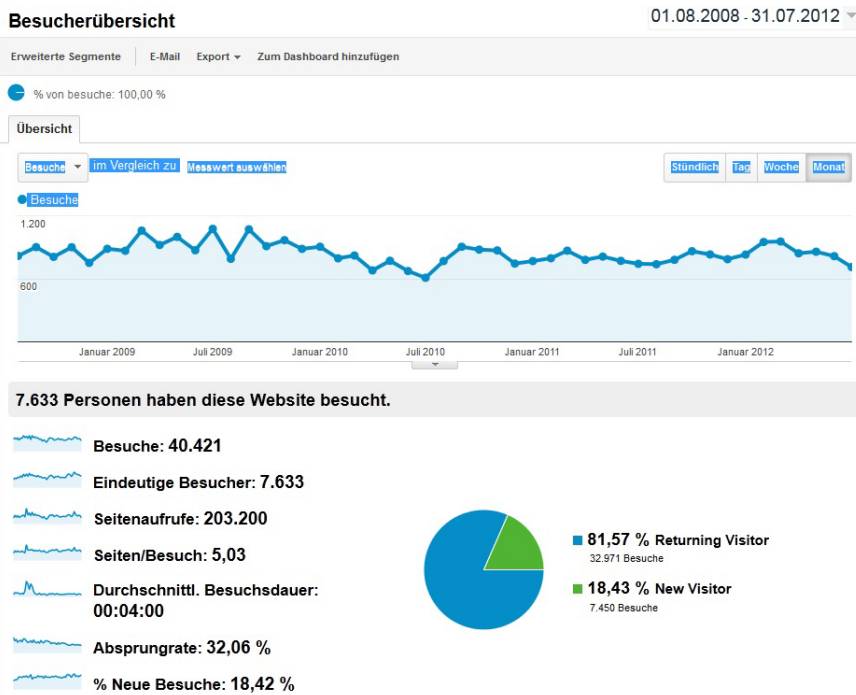 Besucherübersicht
01.08.2008 - 31.07.2012
Erweiterte Segmente E-Mail Export Zum Dashboard hinzufügen
% von besuche: 100,00 %
Übersicht
Besuche im Vergleich zu Messwert auswählen
Stündlich Tag Woche Monat
Besuche
1.200
600
Januar 2009 Juli 2009 Januar 2010 Juli 2010 Januar 2011 Juli 2011 Januar 2012
7.633 Personen haben diese Website besucht.
Besuche: 40.421
Eindeutige Besucher: 7.633
Seitenaufrufe: 203.200
Seiten/Besuch: 5,03
Durchschnittl. Besuchsdauer:
00:04:00
Absprungrate: 32,06 %
% Neue Besuche: 18,42 %
81,57 % Returning Visitor
32.971 Besuche
18,43 % New Visitor
7.450 Besuche